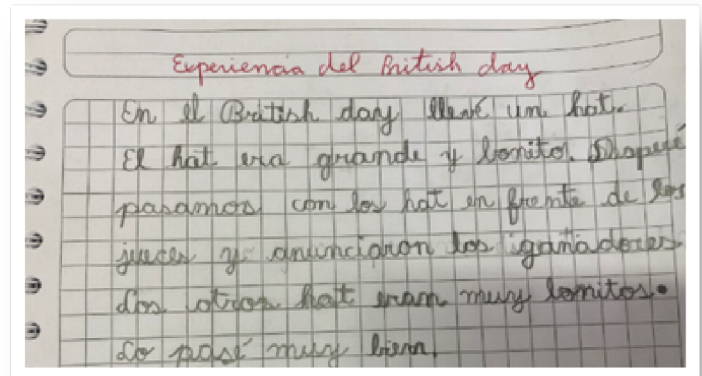 Experiencia del British day
En el British day llevé un hat.
El hat era grande y bonito.
pasamos con los hat en frente de los
jueces y anunciaron los ganadores
Los otros hat eran muy bonitos.
Lo pasé muy bien.